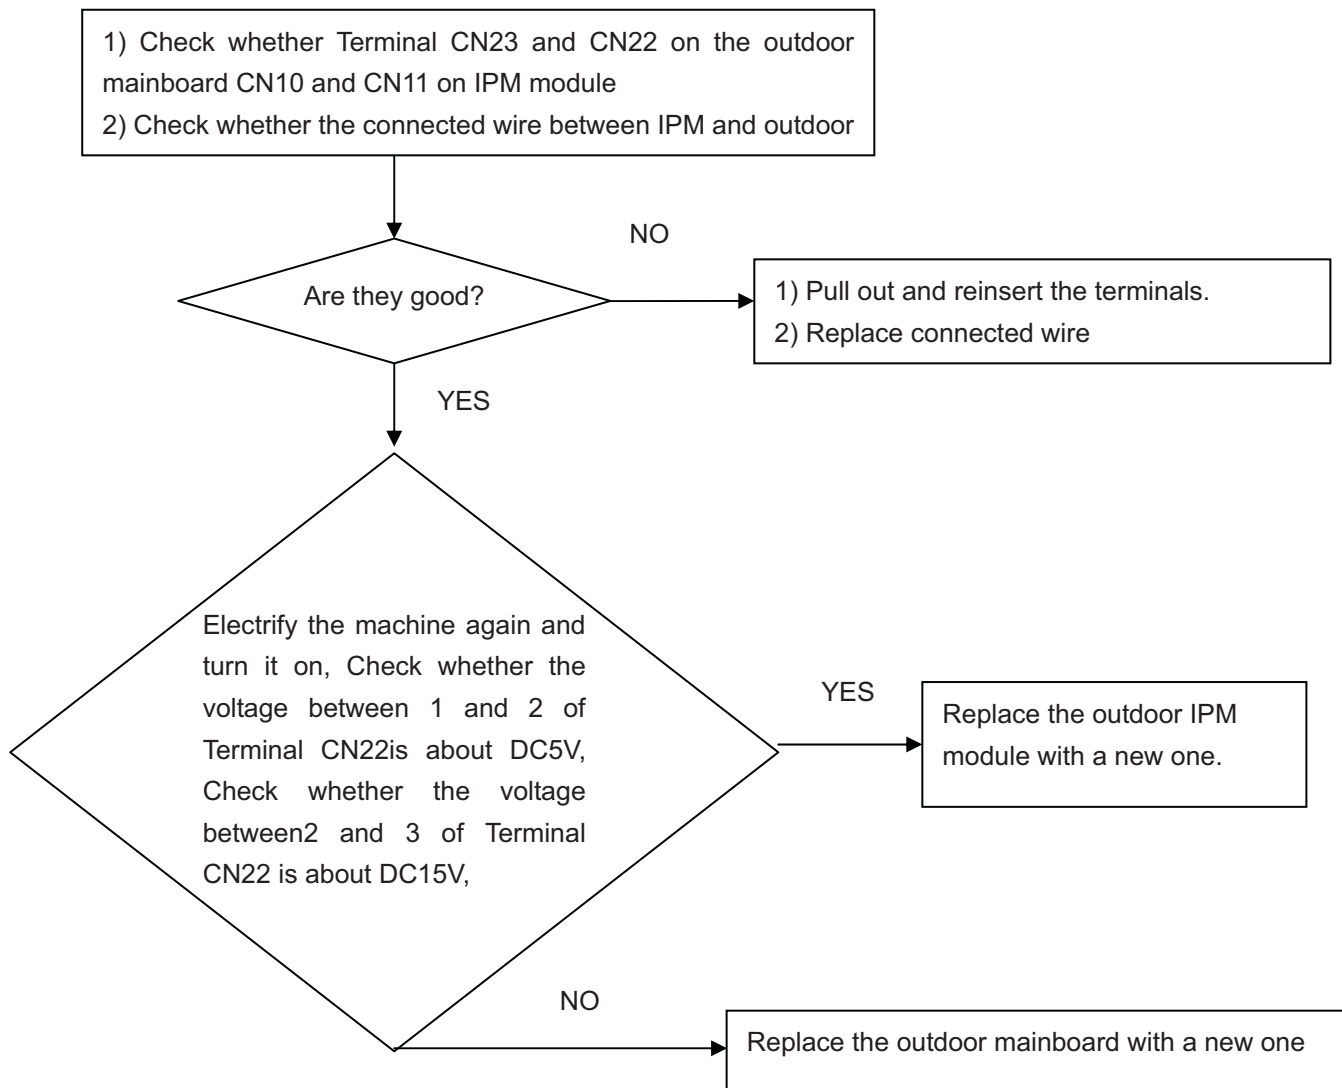 1) Check whether Terminal CN23 and CN22 on the outdoor
mainboard CN10 and CN11 on IPM module
2) Check whether the connected wire between IPM and outdoor
NO
Are they good?
1) Pull out and reinsert the terminals.
2) Replace connected wire
YES
Electrify the machine again and
turn it on, Check whether the
voltage between 1 and 2 of
Terminal CN22is about DC5V,
Check whether the voltage
between2 and 3 of Terminal
CN22 is about DC15V,
YES
Replace the outdoor IPM
module with a new one.
NO
Replace the outdoor mainboard with a new one